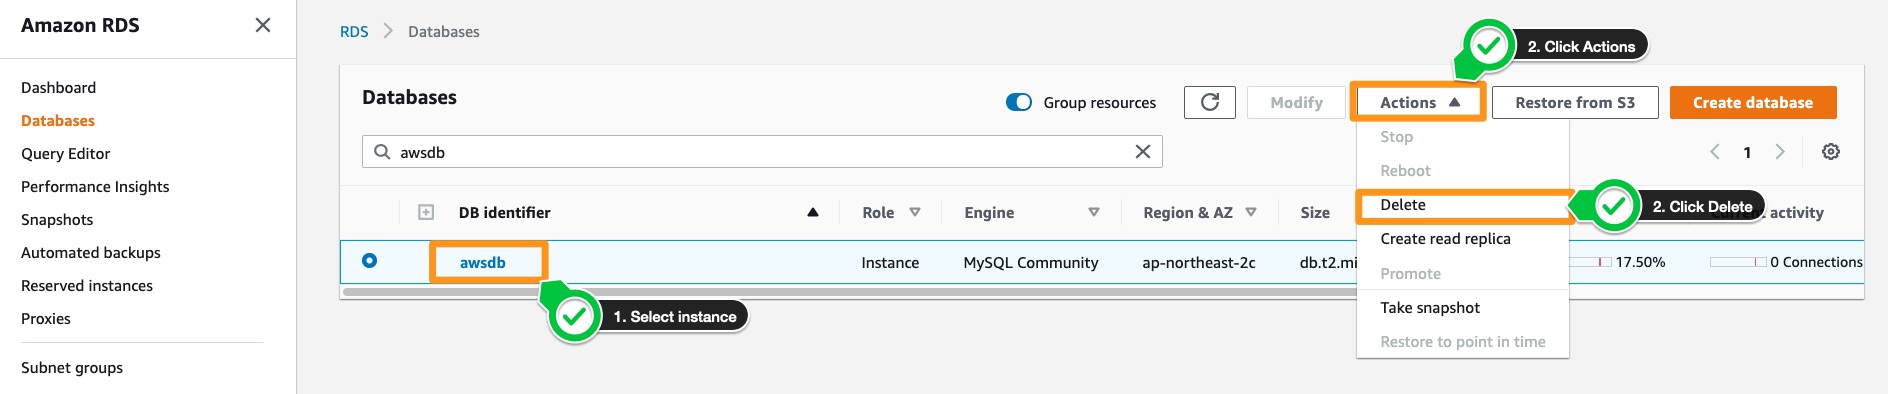 Amazon RDS
Dashboard
Databases
Query Editor
Performance Insights
Snapshots
Automated backups
Reserved instances
Proxies
Subnet groups
RDS Databases
2. Click Actions
Databases
Group resources Modify Actions Restore from S3 Create database
awsdb
1
Stop
Reboot
Delete
2. Click Delete
Create read replica
Promote
Take snapshot
Restore to point in time
DB identifier Role Engine Region & AZ Size activity
awsdb Instance MySQL Community ap-northeast-2c db.t2.mi 17.50% 0 Connections
1. Select instance